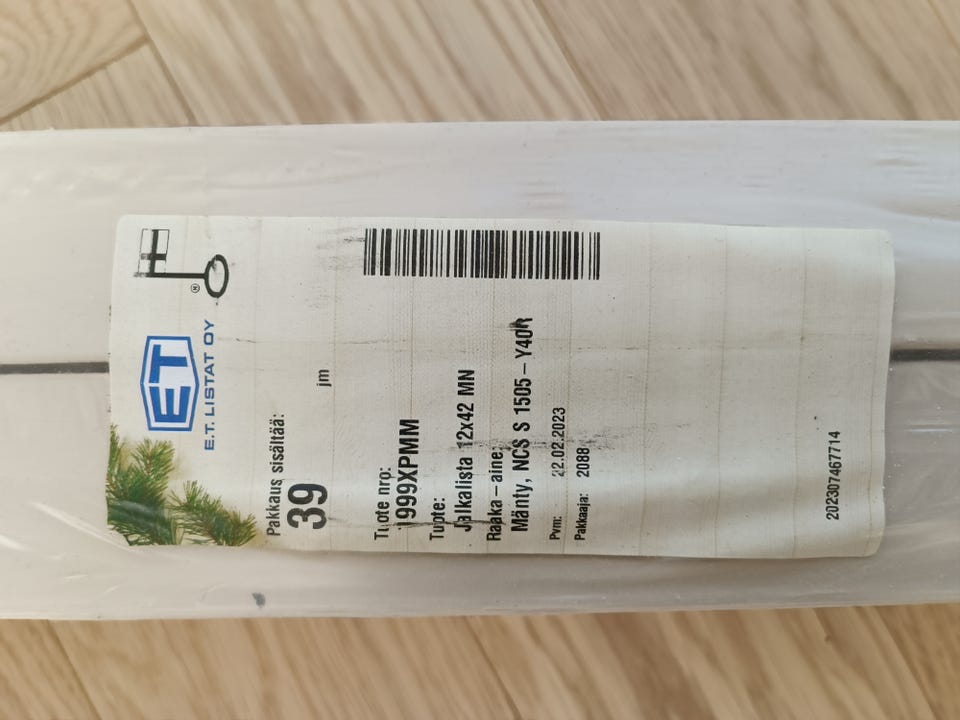 ET
E.T. LISTAT OY
Pakkaus sisältää:
39 jm
Tuote nro:
1999XPMM
Tuote:
Jalkalista 12x42 MN
Raaka – aine:
Mänty, NCS S 1505 – Y40R
Pvm: 22.02.2023
Pakkaaja: 2088
202307467714